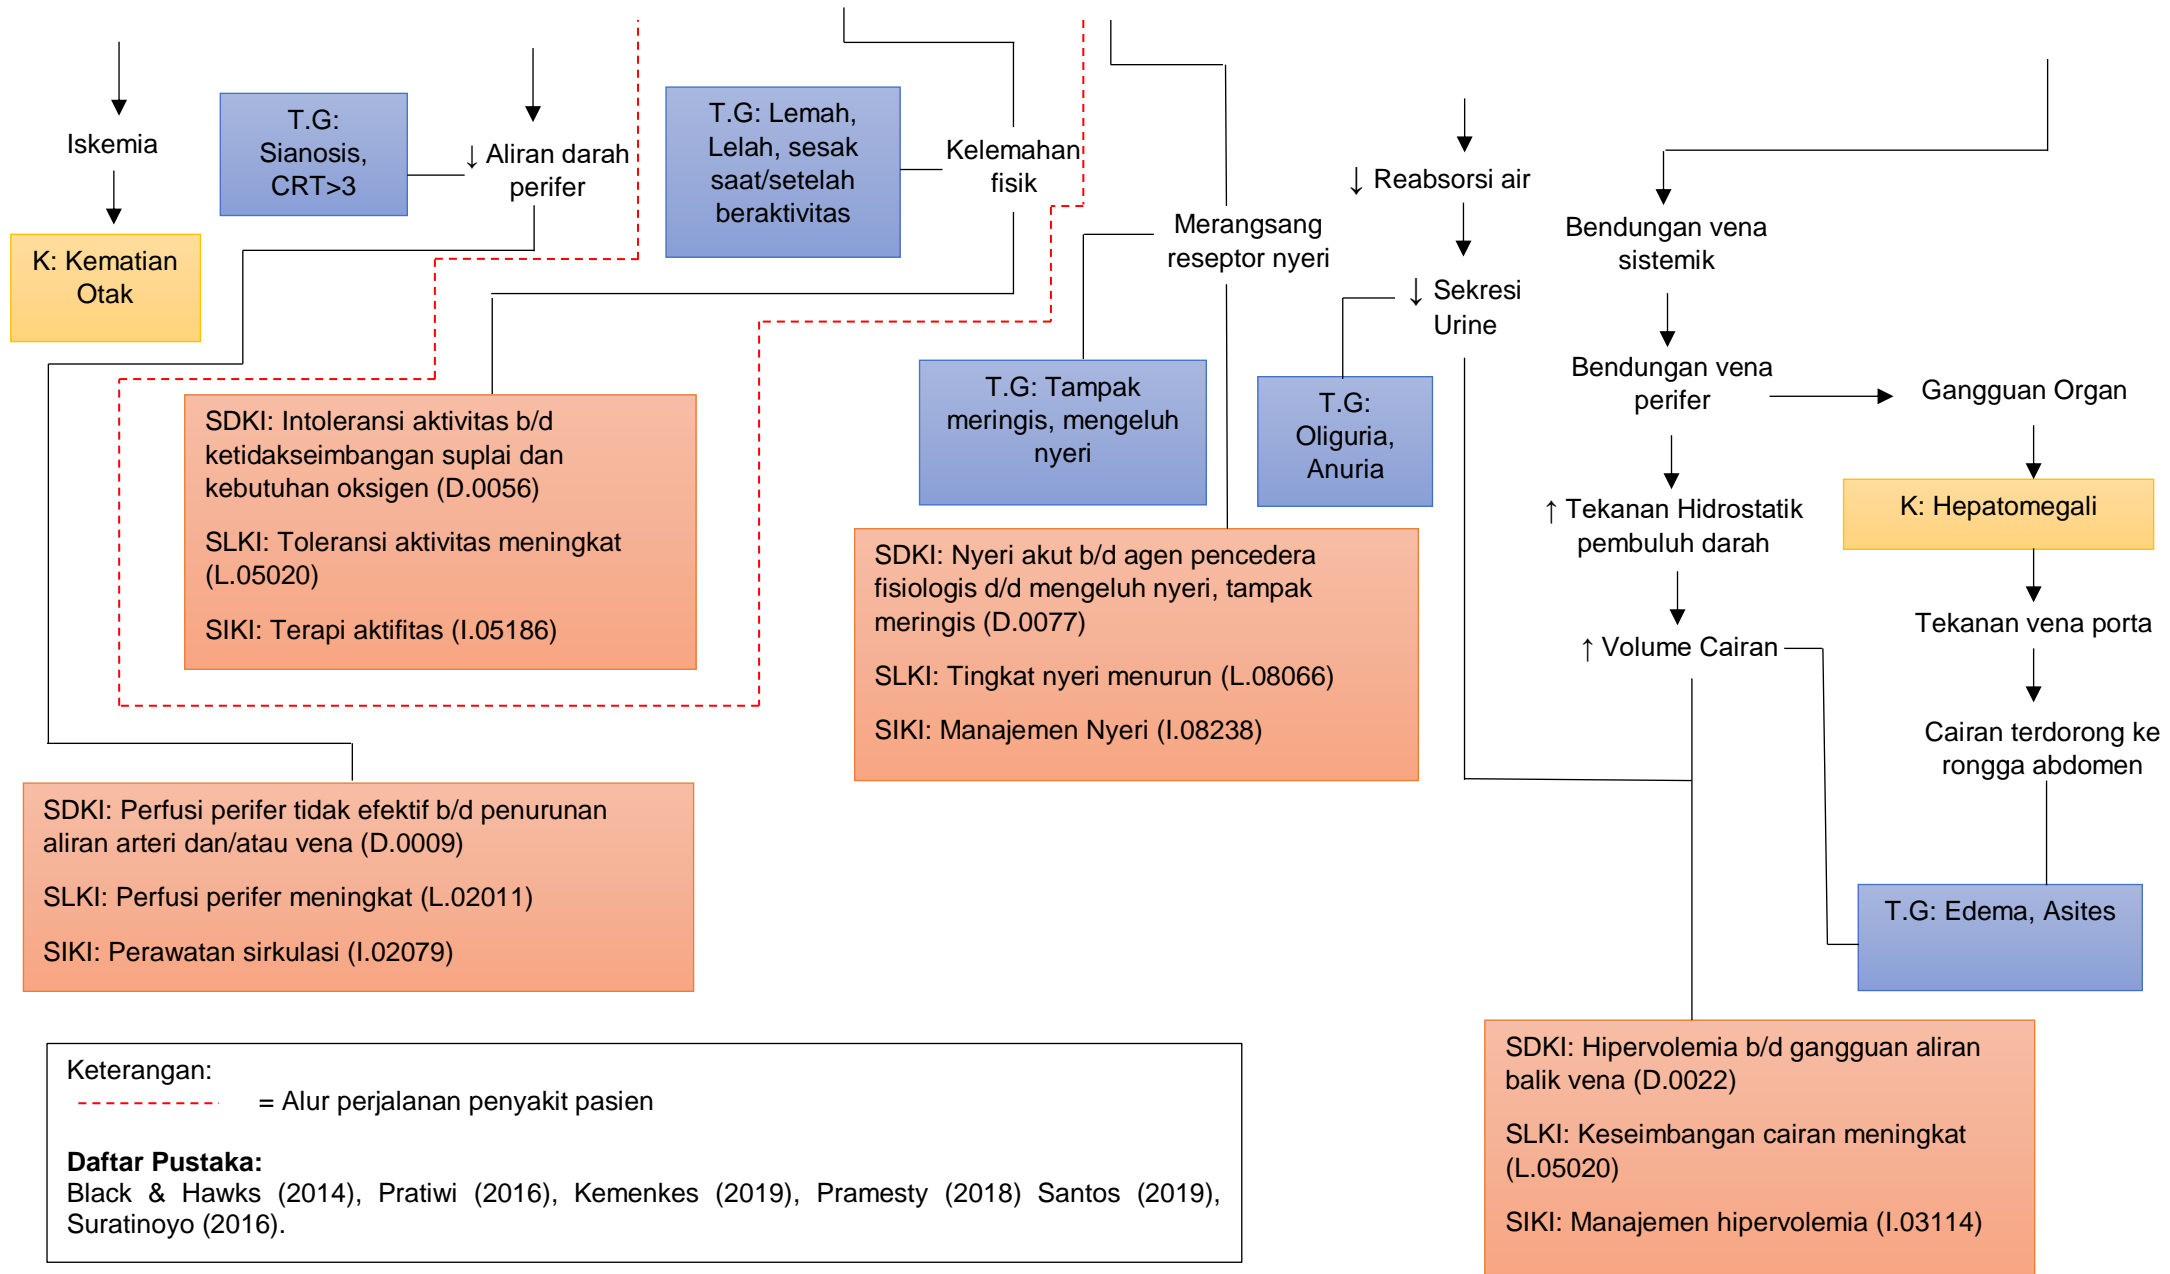 Iskemia
K: Kematian
Otak
T.G:
Sianosis,
CRT>3
↓ Aliran darah
perifer
T.G: Lemah,
Lelah, sesak
saat/setelah
beraktivitas
Kelemahan
fisik
Merangsang
reseptor nyeri
↓ Reabsorsi air
↓ Sekresi
Urine
Bendungan vena
sistemik
Bendungan vena
perifer
Gangguan Organ
T.G: Tampak
meringis, mengeluh
nyeri
T.G:
Oliguria,
Anuria
↑ Tekanan Hidrostatik
pembuluh darah
K: Hepatomegali
↑ Volume Cairan
Tekanan vena porta
Cairan terdorong ke
rongga abdomen
T.G: Edema, Asites
SDKI: Intoleransi aktivitas b/d
ketidakseimbangan suplai dan
kebutuhan oksigen (D.0056)
SLKI: Toleransi aktivitas meningkat
(L.05020)
SIKI: Terapi aktifitas (I.05186)
SDKI: Nyeri akut b/d agen pencedera
fisiologis d/d mengeluh nyeri, tampak
meringis (D.0077)
SLKI: Tingkat nyeri menurun (L.08066)
SIKI: Manajemen Nyeri (I.08238)
SDKI: Perfusi perifer tidak efektif b/d penurunan
aliran arteri dan/atau vena (D.0009)
SLKI: Perfusi perifer meningkat (L.02011)
SIKI: Perawatan sirkulasi (I.02079)
SDKI: Hipervolemia b/d gangguan aliran
balik vena (D.0022)
SLKI: Keseimbangan cairan meningkat
(L.05020)
SIKI: Manajemen hipervolemia (I.03114)
Keterangan:
= Alur perjalanan penyakit pasien
Daftar Pustaka:
Black & Hawks (2014), Pratiwi (2016), Kemenkes (2019), Pramesty (2018) Santos (2019),
Suratinoyo (2016).